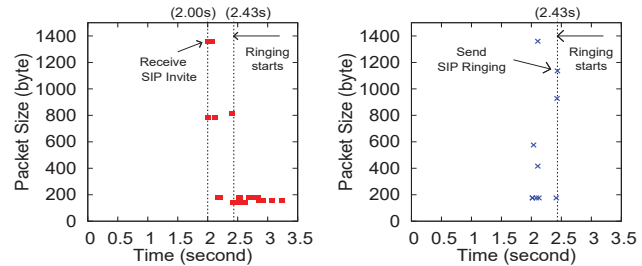 (2.00s) (2.43s)
1400
1200
1000
800
600
400
200
0
Packet Size (byte)
Receive
SIP Invite
Ringing
starts
0 0.5 1 1.5 2 2.5 3 3.5
Time (second)
(2.43s)
1400
1200
1000
800
600
400
200
0
Packet Size (byte)
Send
SIP Ringing
Ringing
starts
0 0.5 1 1.5 2 2.5 3 3.5
Time (second)